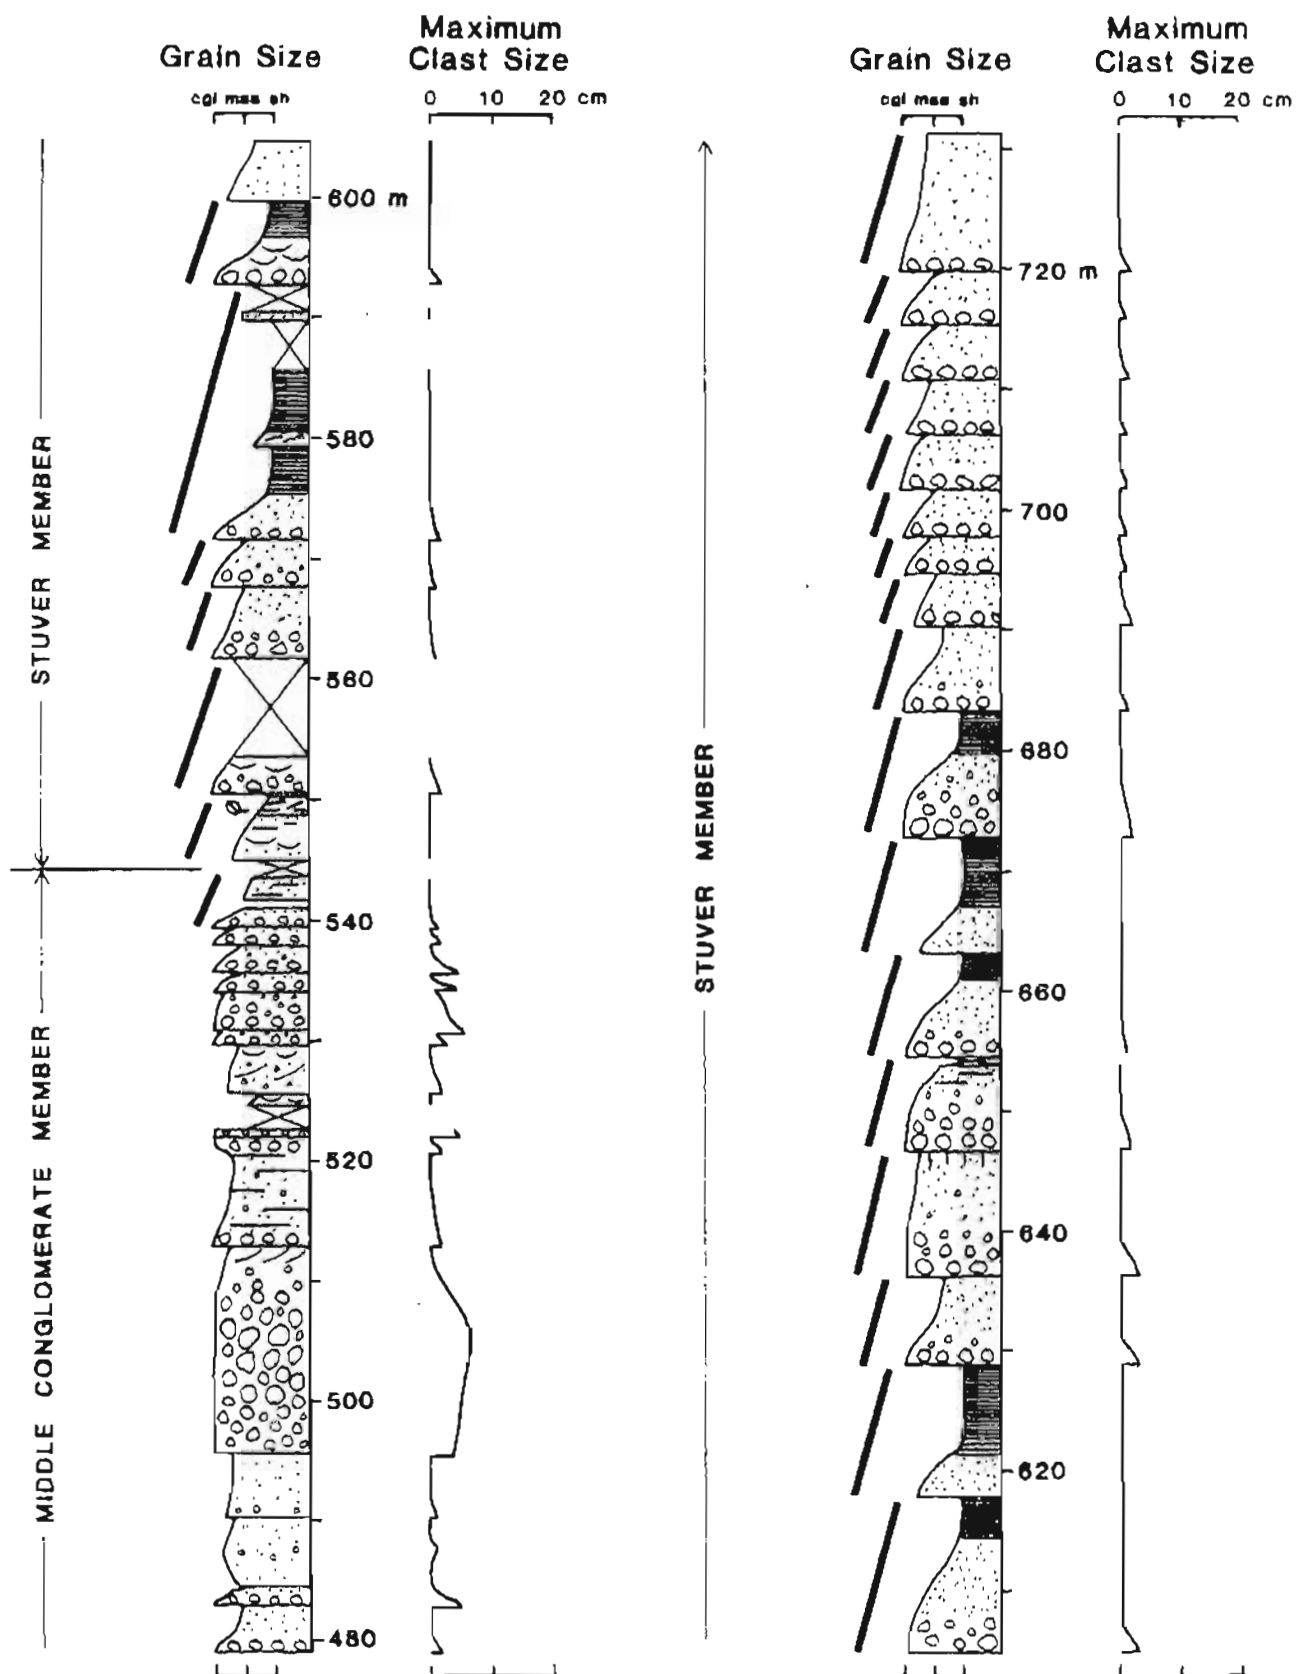 Maximum
Grain Size Clast Size
cgl mss sh 0 10 20 cm
600 m
580
560
540
520
500
480
STUVER MEMBER
MIDDLE CONGLOMERATE MEMBER
Maximum
Grain Size Clast Size
cgl mss sh 0 10 20 cm
720 m
700
680
660
640
620
STUVER MEMBER